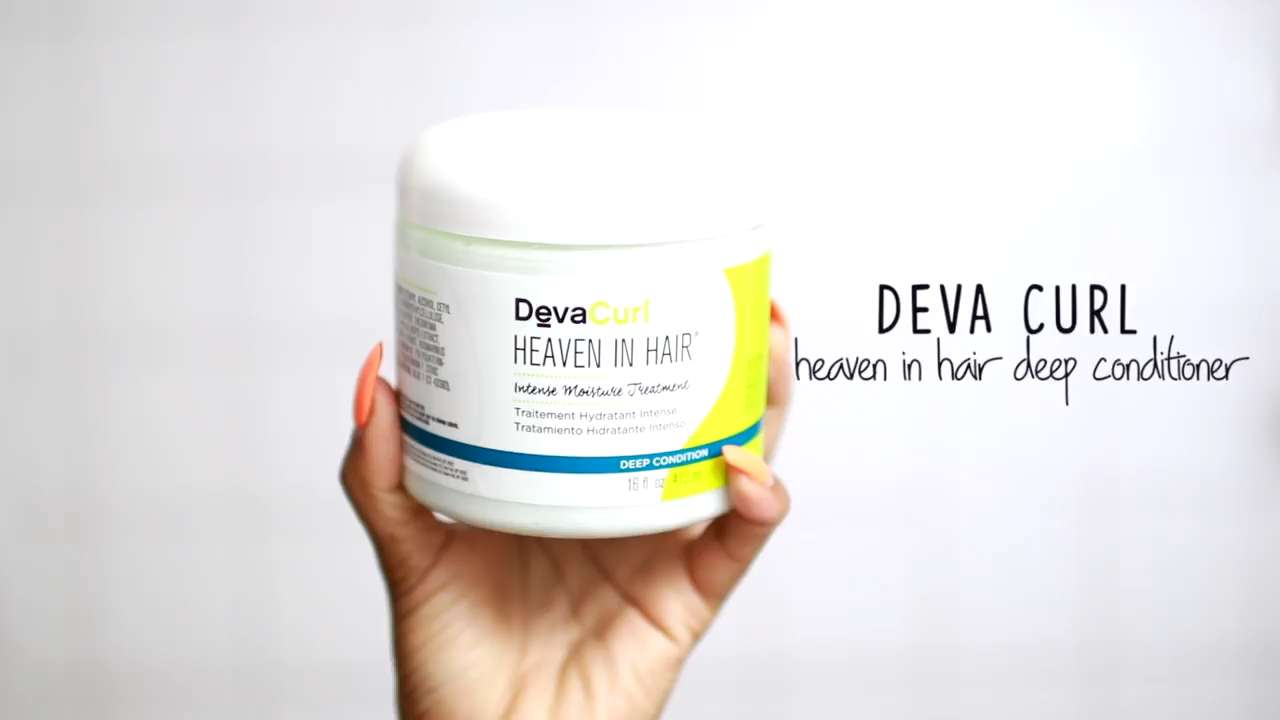 DevaCurl
HEAVEN IN HAIR®
Intense Moisture Treatment
Traitement Hydratant Intense
Tratamiento Hidratante Intenso
DEEP CONDITION
16 fl. oz.
DEVA CURL
heaven in hair deep conditioner